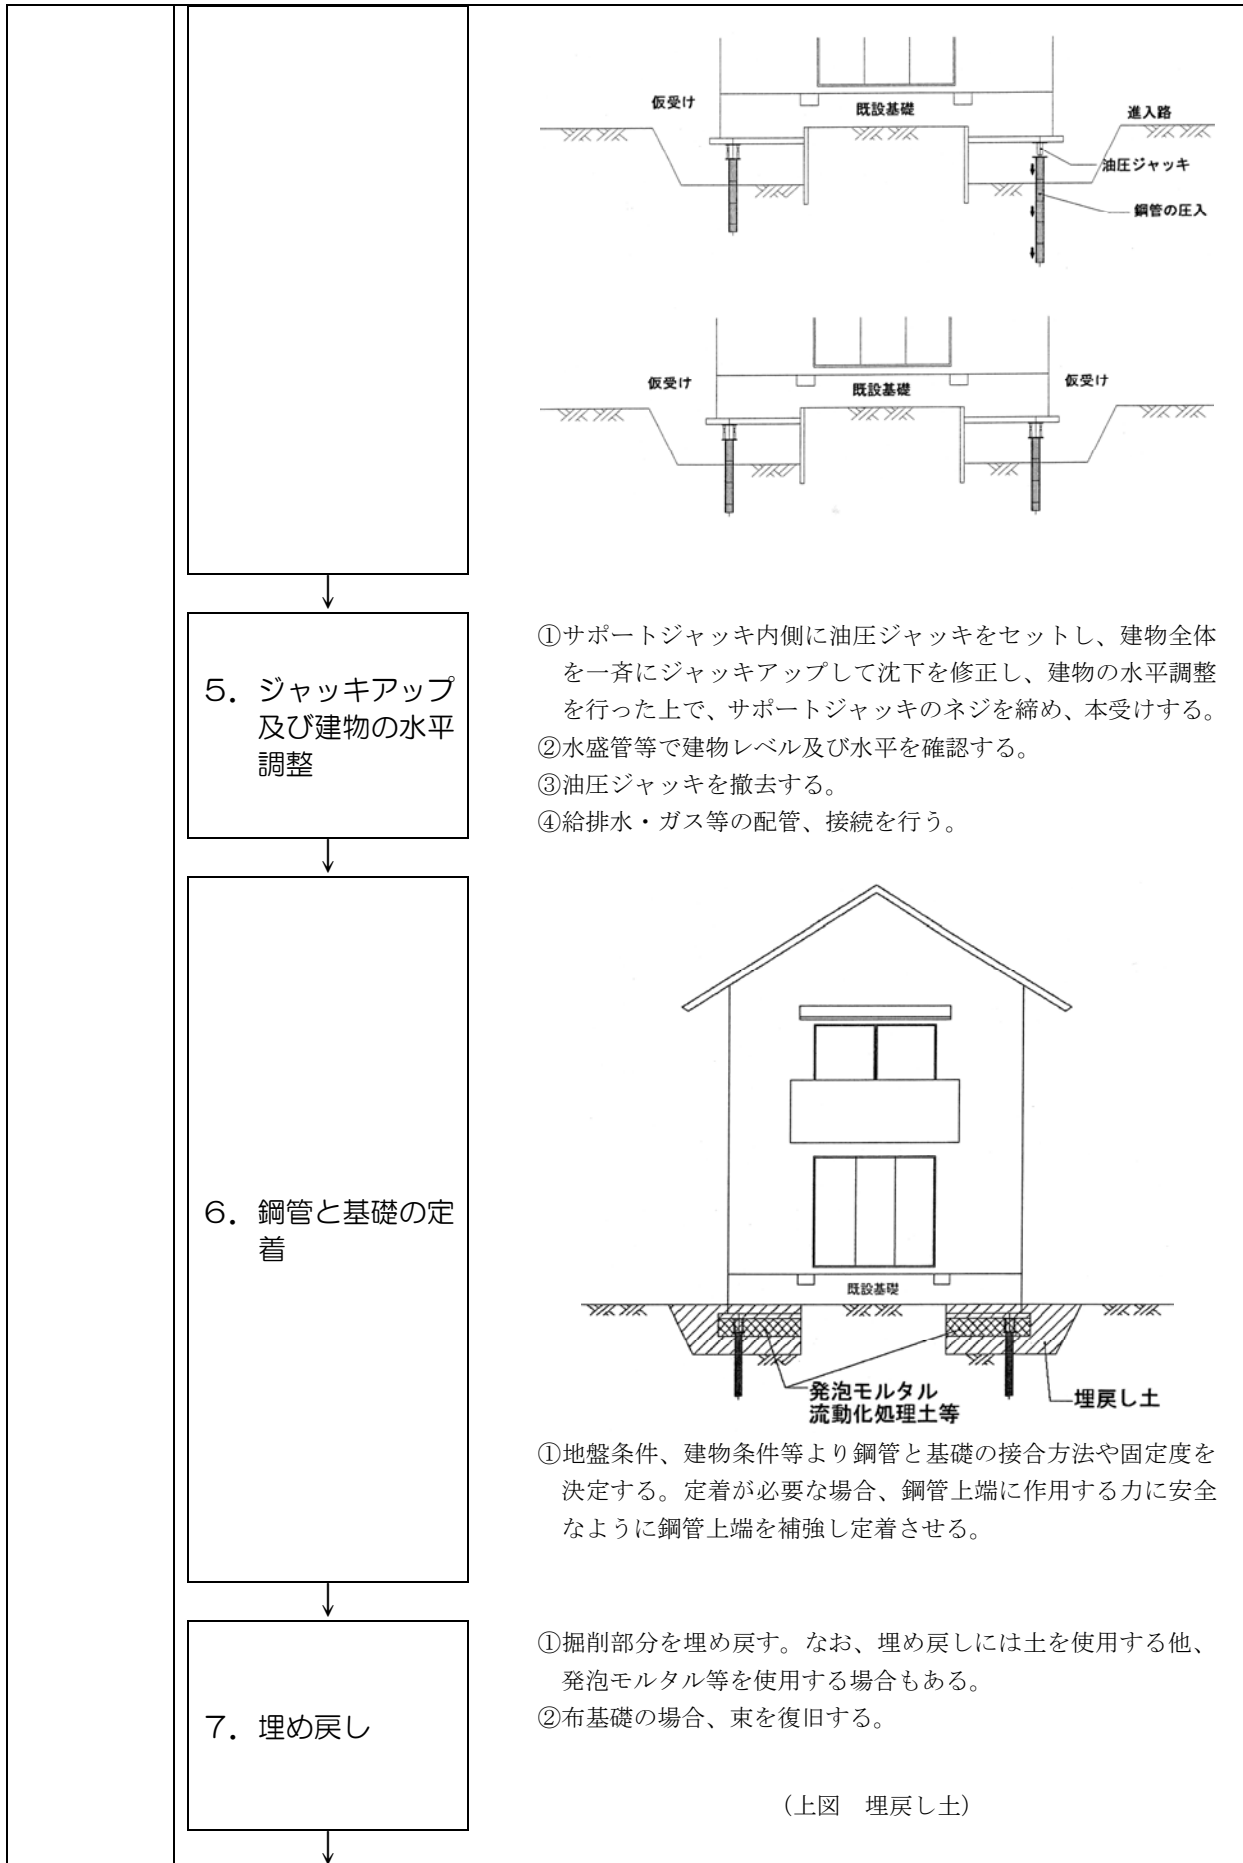 仮受け
既設基礎
進入路
油圧ジャッキ
鋼管の圧入
仮受け
既設基礎
仮受け
5．ジャッキアップ
及び建物の水平
調整
①サポートジャッキ内側に油圧ジャッキをセットし、建物全体
を一斉にジャッキアップして沈下を修正し、建物の水平調整
を行った上で、サポートジャッキのネジを締め、本受けする。
②水盛管等で建物レベル及び水平を確認する。
③油圧ジャッキを撤去する。
④給排水・ガス等の配管、接続を行う。
6．鋼管と基礎の定
着
既設基礎
発泡モルタル
流動化処理土等
埋戻し土
①地盤条件、建物条件等より鋼管と基礎の接合方法や固定度を
決定する。定着が必要な場合、鋼管上端に作用する力に安全
なように鋼管上端を補強し定着させる。
7．埋め戻し
①掘削部分を埋め戻す。なお、埋め戻しには土を使用する他、
発泡モルタル等を使用する場合もある。
②布基礎の場合、束を復旧する。
（上図　埋戻し土）